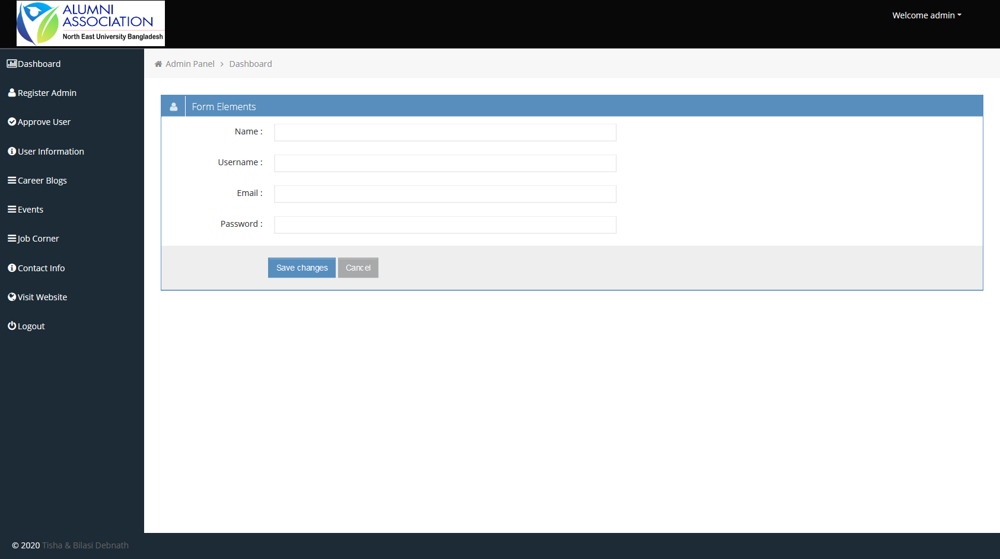 ALUMNI
ASSOCIATION
North East University Bangladesh
Welcome admin
Dashboard
Register Admin
Approve User
User Information
Career Blogs
Events
Job Corner
Contact Info
Visit Website
Logout
Admin Panel > Dashboard
Form Elements
Name :
Username :
Email :
Password :
Save changes Cancel
© 2020 Tisha & Bilasi Debnath